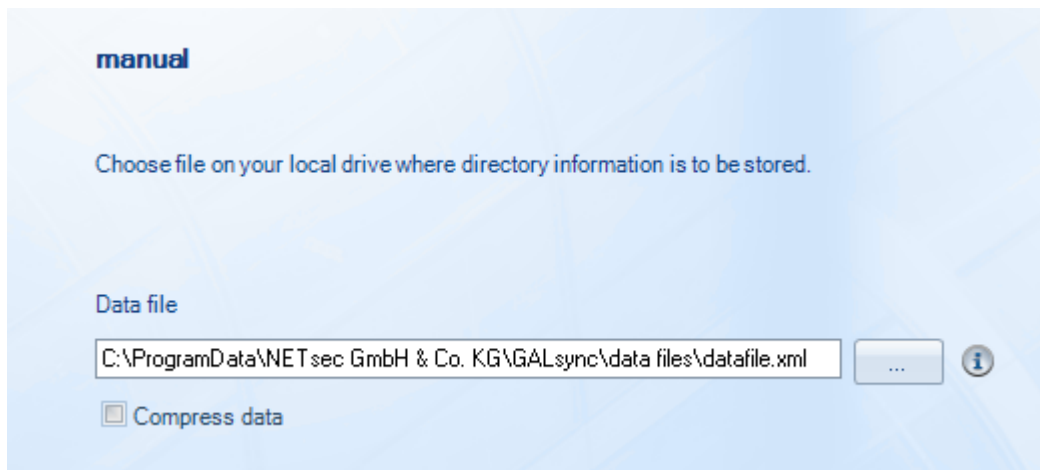 manual
Choose file on your local drive where directory information is to be stored.
Data file
C:\ProgramData\NETsec GmbH & Co. KG\GALsync\data files\datafile.xml
...
i
Compress data